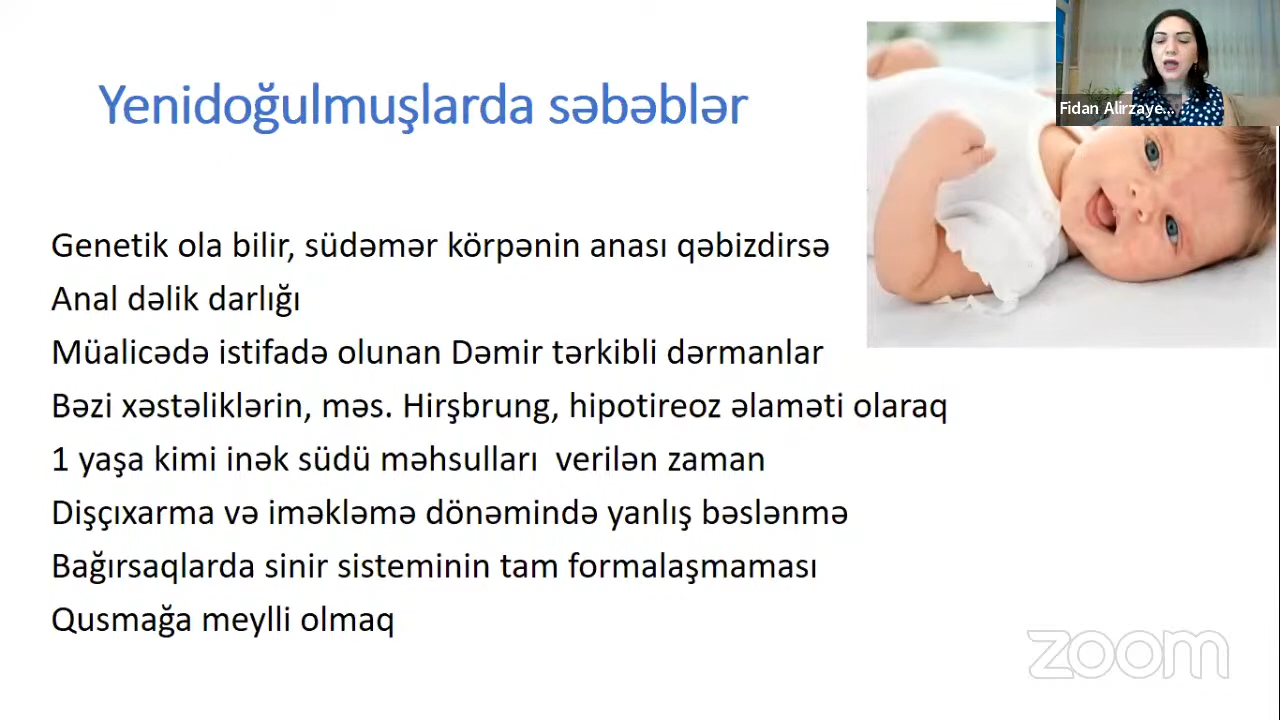 Yenidoğulmuşlarda səbəblər
Fidan Alirzaye...
Genetik ola bilir, südəmər körpənin anası qəbizdirsə
Anal dəlik darlığı
Müalicədə istifadə olunan Dəmir tərkibli dərmanlar
Bəzi xəstəliklərin, məs. Hirşbrung, hipotireoz əlaməti olaraq
1 yaşa kimi inək südü məhsulları verilən zaman
Dişçıxarma və iməkləmə dönəmində yanlış bəslənmə
Bağırsaqlarda sinir sisteminin tam formalaşmaması
Qusmağa meylli olmaq
zoom